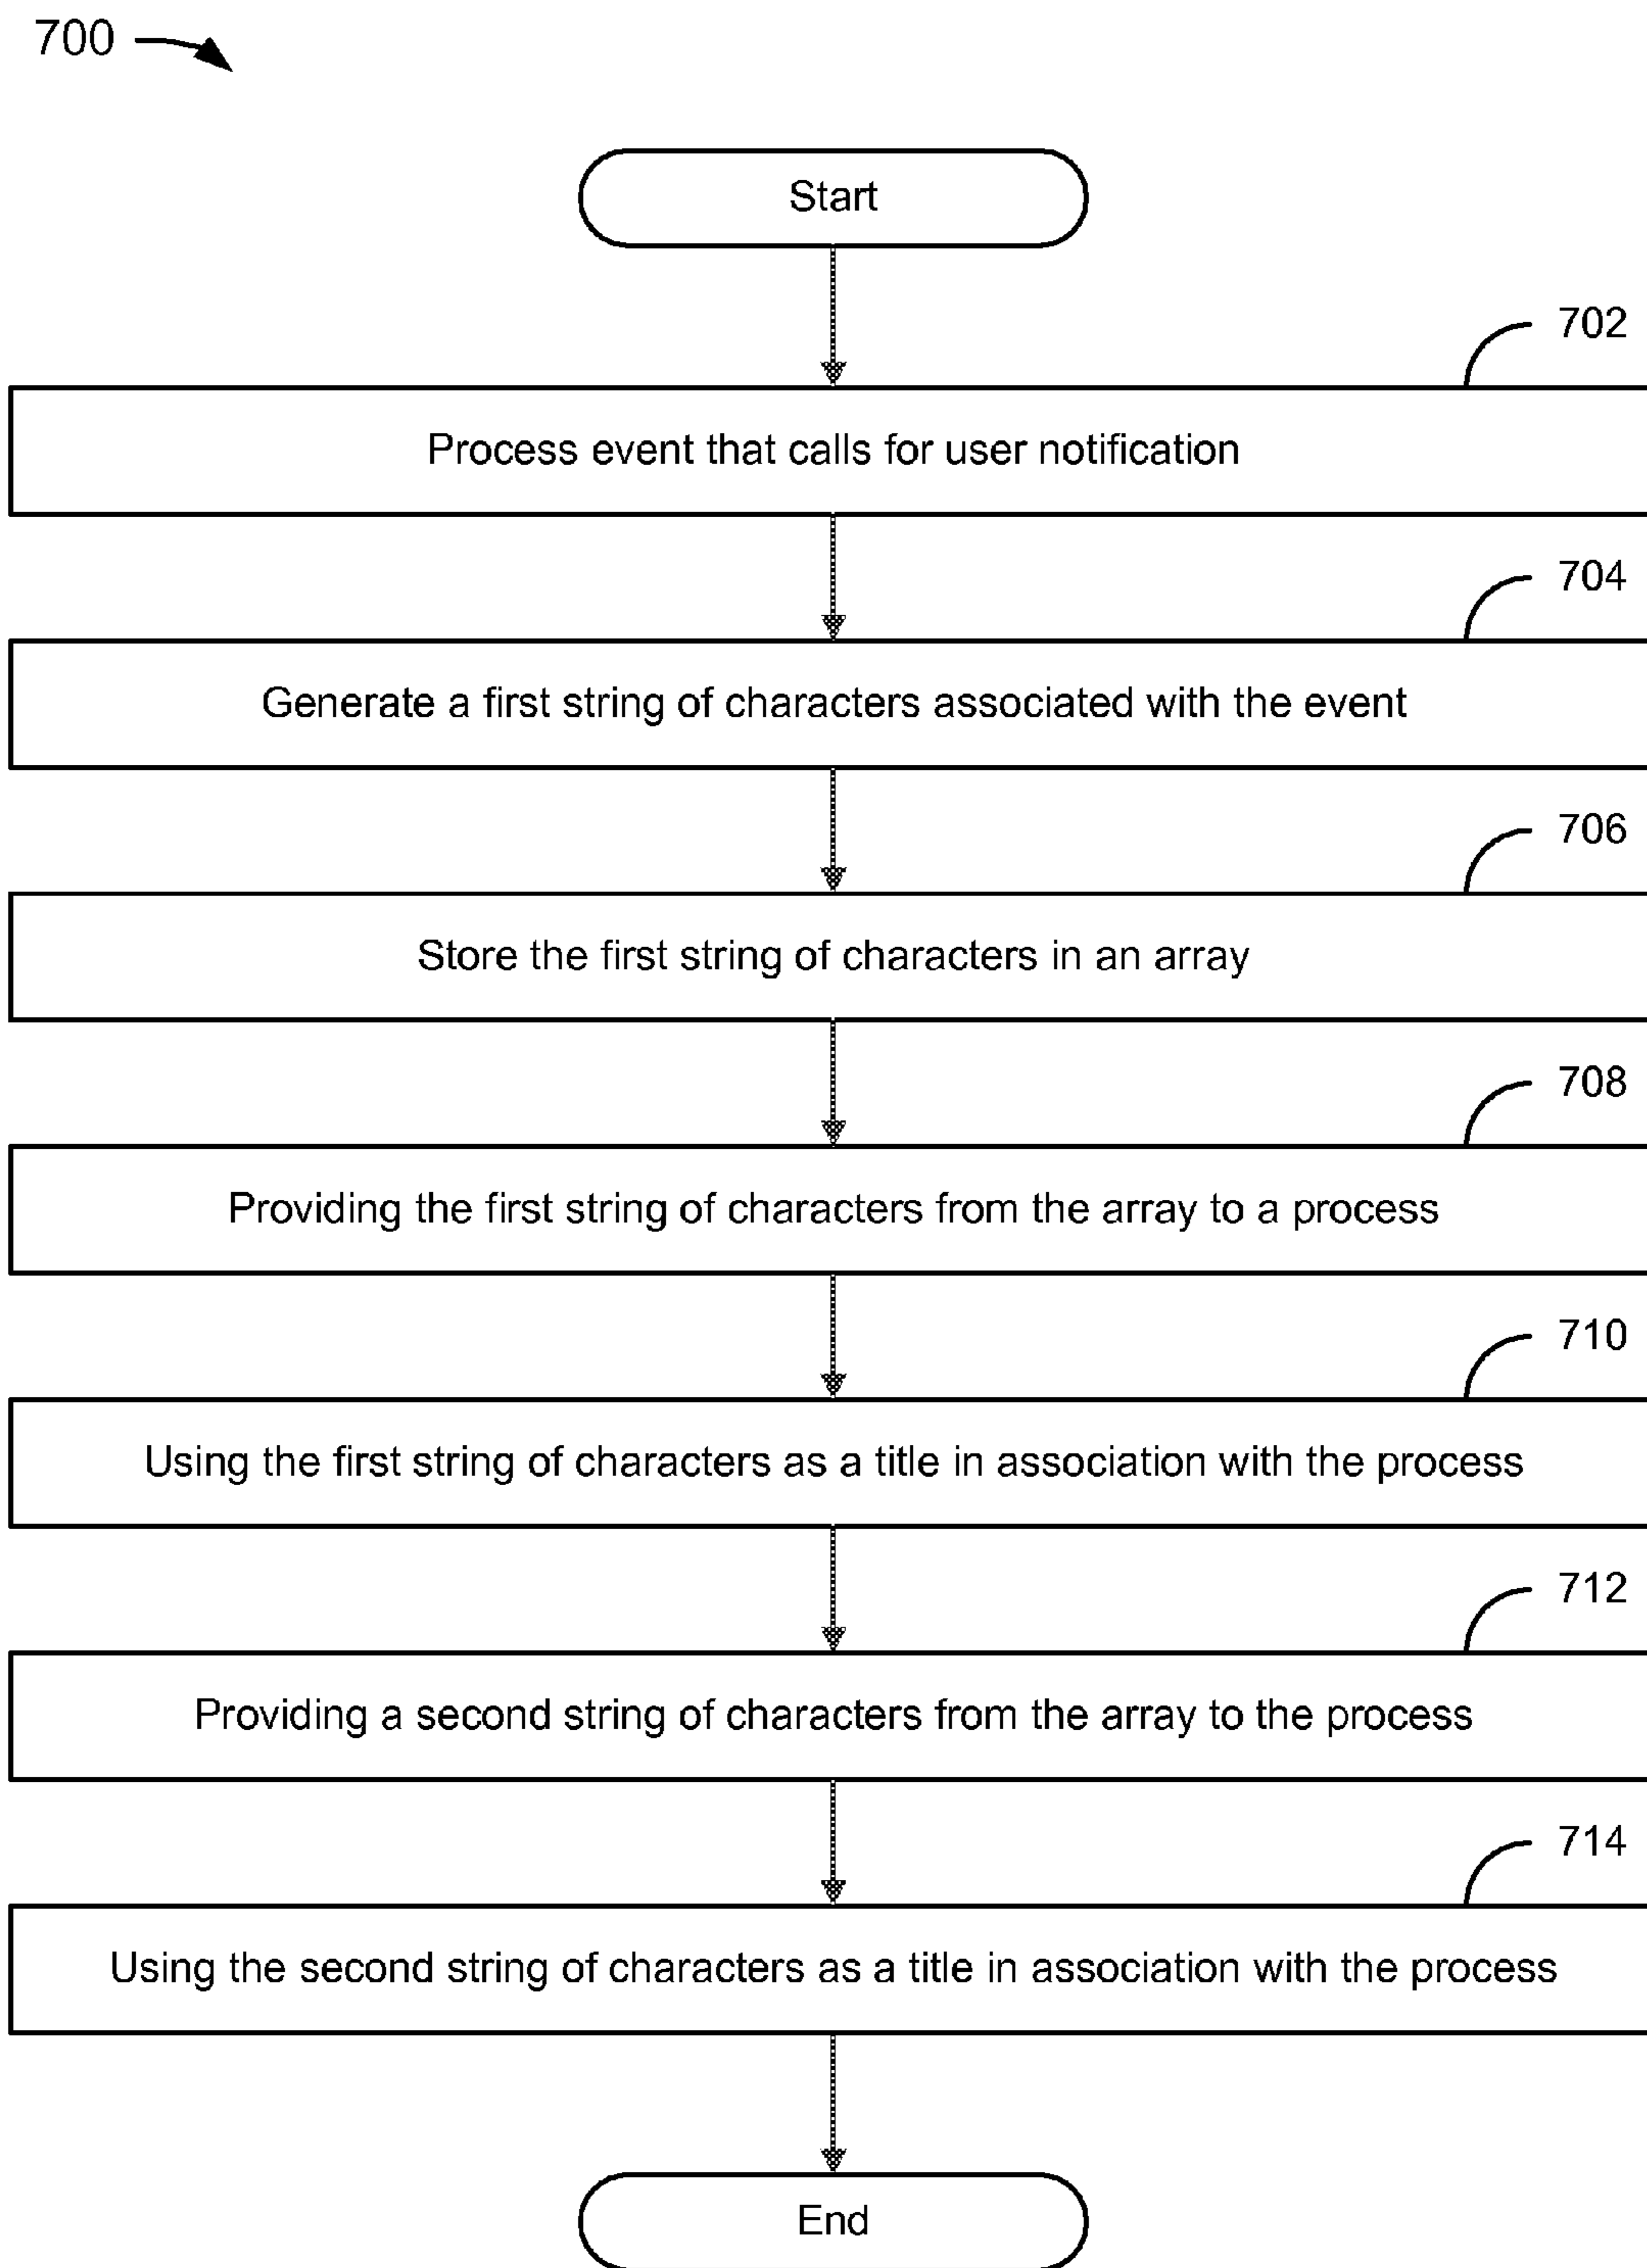 700
Start
702
Process event that calls for user notification
704
Generate a first string of characters associated with the event
706
Store the first string of characters in an array
708
Providing the first string of characters from the array to a process
710
Using the first string of characters as a title in association with the process
712
Providing a second string of characters from the array to the process
714
Using the second string of characters as a title in association with the process
End